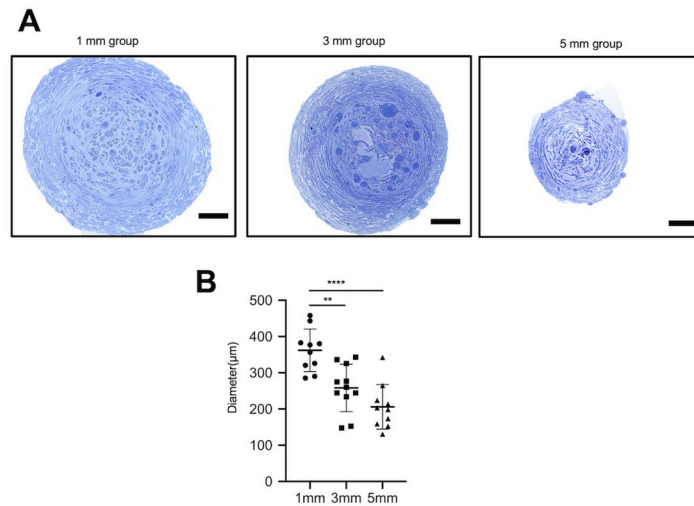 A
1 mm group
3 mm group
5 mm group
B
****
**
500
400
300
200
100
0
Diameter(μm)
1mm 3mm 5mm